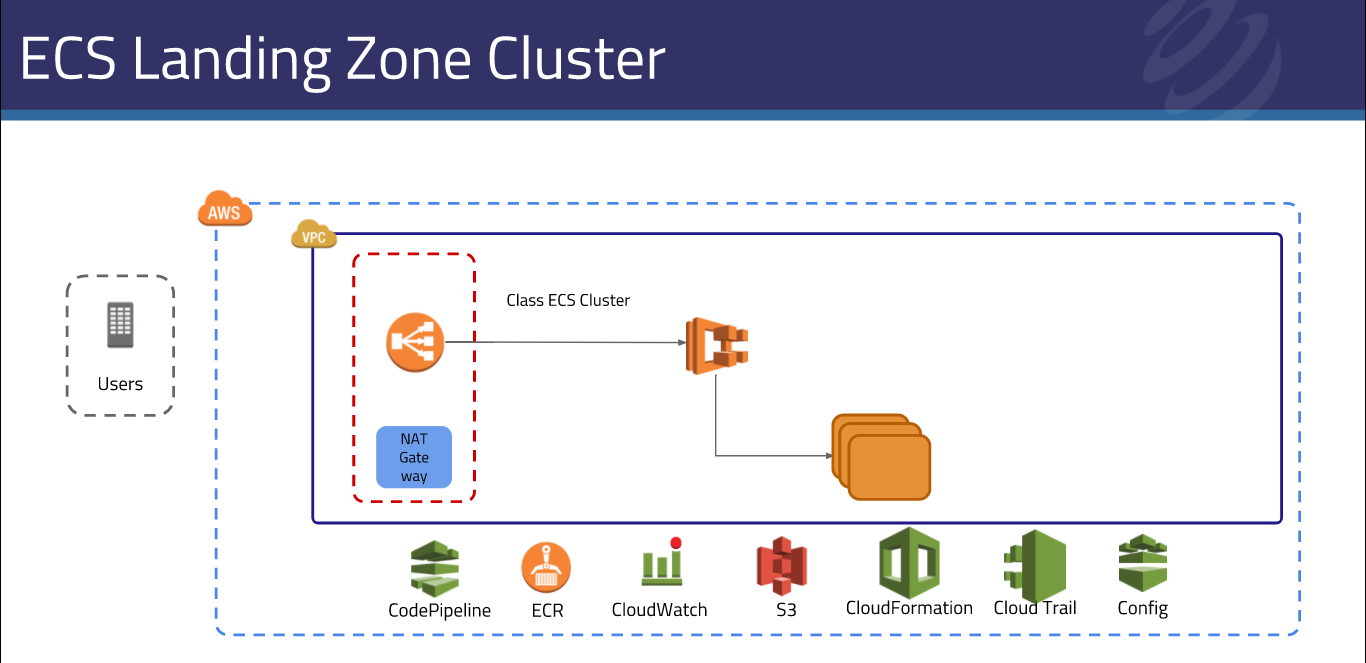 ECS Landing Zone Cluster
AWS
VPC
Class ECS Cluster
Users
NAT
Gate
way
CodePipeline
ECR
CloudWatch
S3
CloudFormation
Cloud Trail
Config